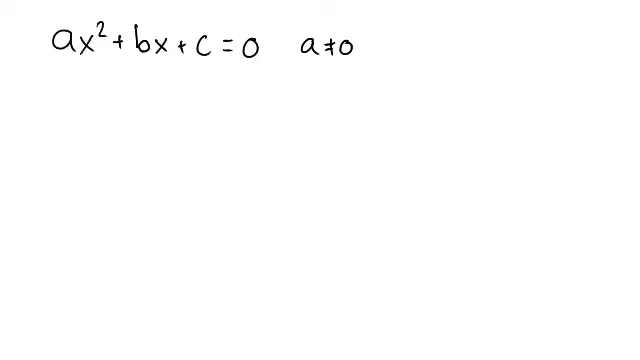 ax² + bx + c = 0 a ≠ 0